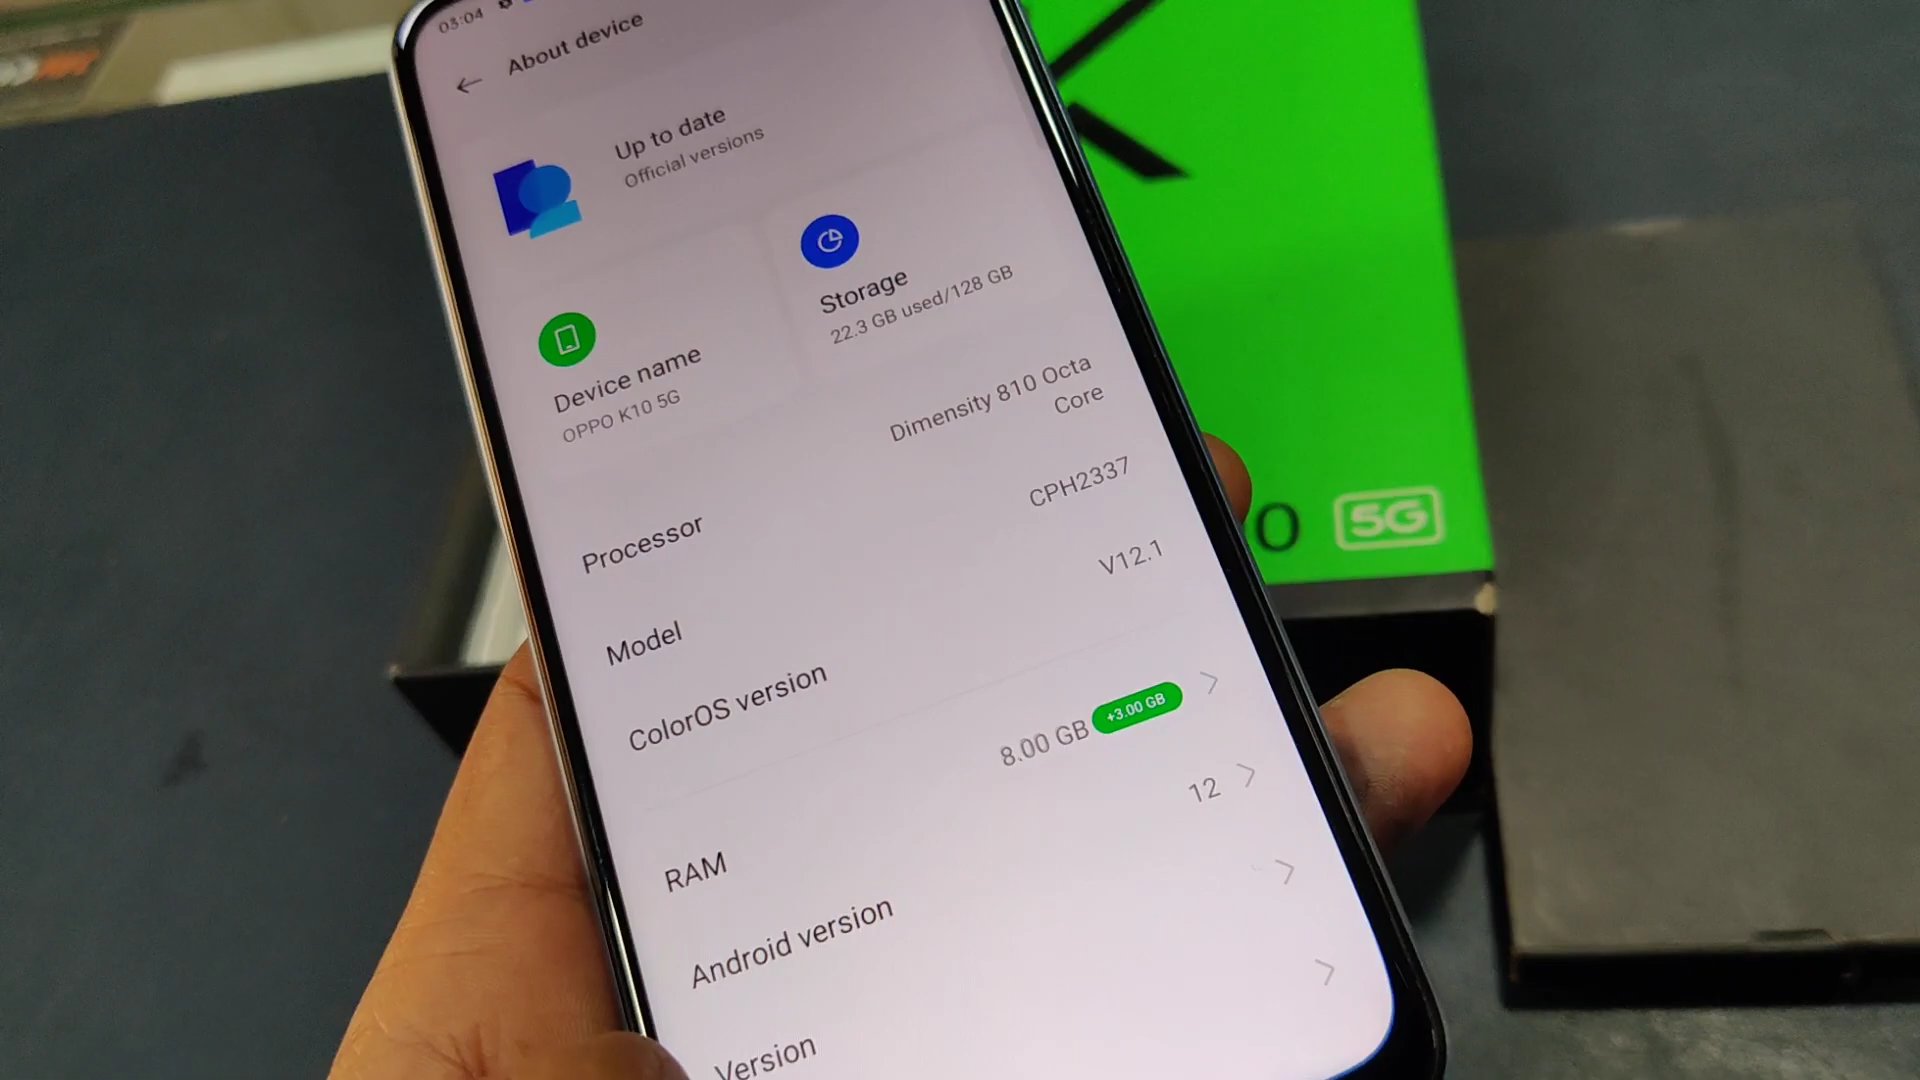 03:04
About device
Up to date
Official versions
Storage
22.3 GB used/128 GB
Device name
OPPO K10 5G
Processor
Dimensity 810 Octa
Core
Model
CPH2337
ColorOS version
V12.1
RAM
8.00 GB +3.00 GB
Android version
12
Version
K
0 5G